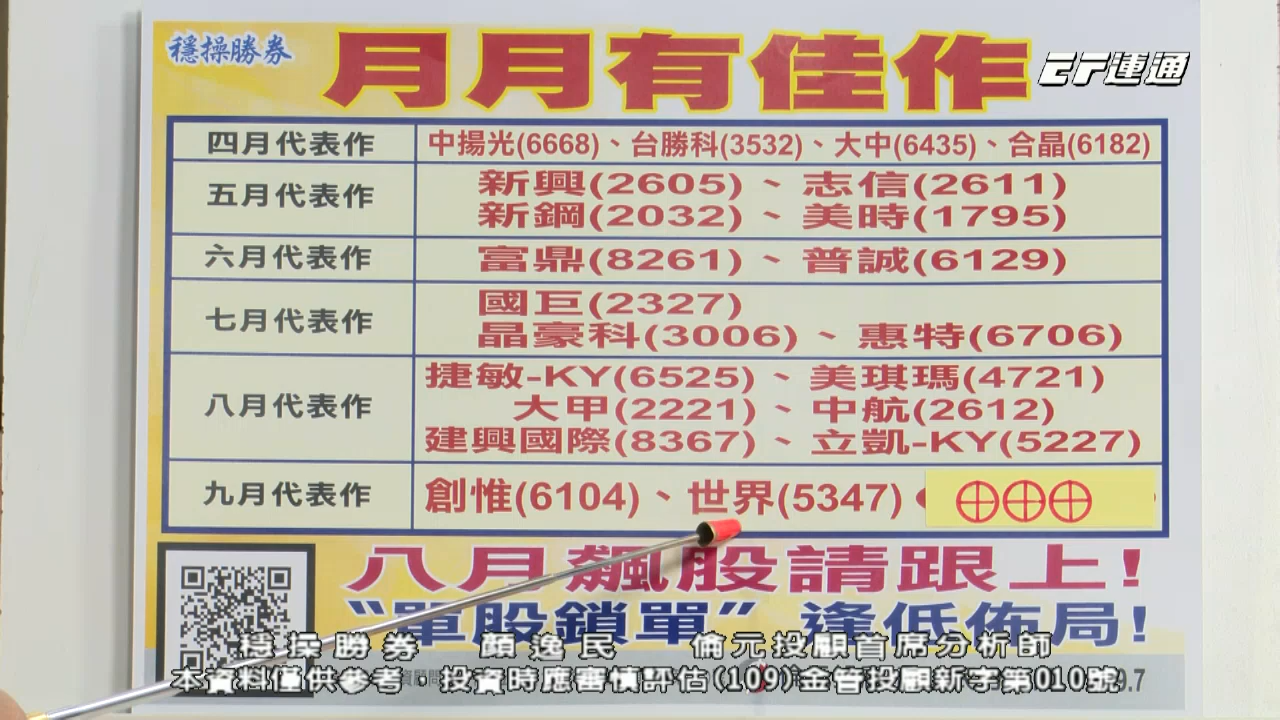 穩操勝券
月月有佳作
CT運通
四月代表作
中揚光(6668)、台勝科(3532)、大中(6435)、合晶(6182)
五月代表作
新興(2605)、志信(2611)
新鋼(2032)、美時(1795)
六月代表作
富鼎(8261)、普誠(6129)
七月代表作
國巨(2327)
晶豪科(3006)、惠特(6706)
八月代表作
捷敏-KY(6525)、美琪瑪(4721)
大甲(2221)、中航(2612)
建興國際(8367)、立凱-KY(5227)
九月代表作
創惟(6104)、世界(5347)
八月飆股請跟上!
“單股鎖單”逢低佈局!
穩操勝券 顏逸民 倫元投顧首席分析師
本資料僅供參考,投資時應審慎評估(109)金管投顧新字第010號
9.7